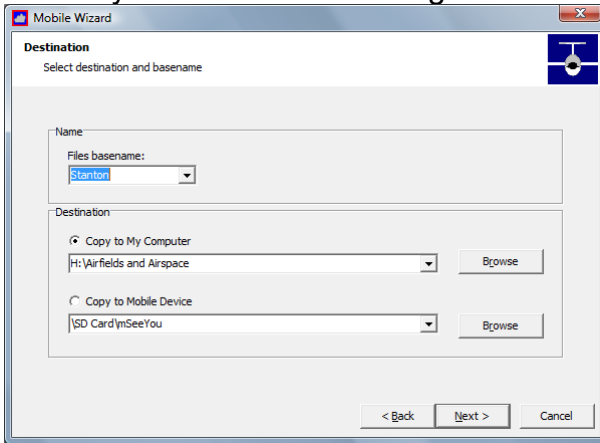 Mobile Wizard
Destination
Select destination and basename
Name
Files basename:
Stanton
Destination
Copy to My Computer
H:\Airfields and Airspace
Browse
Copy to Mobile Device
\SD Card\mSeeYou
Browse
< Back Next > Cancel